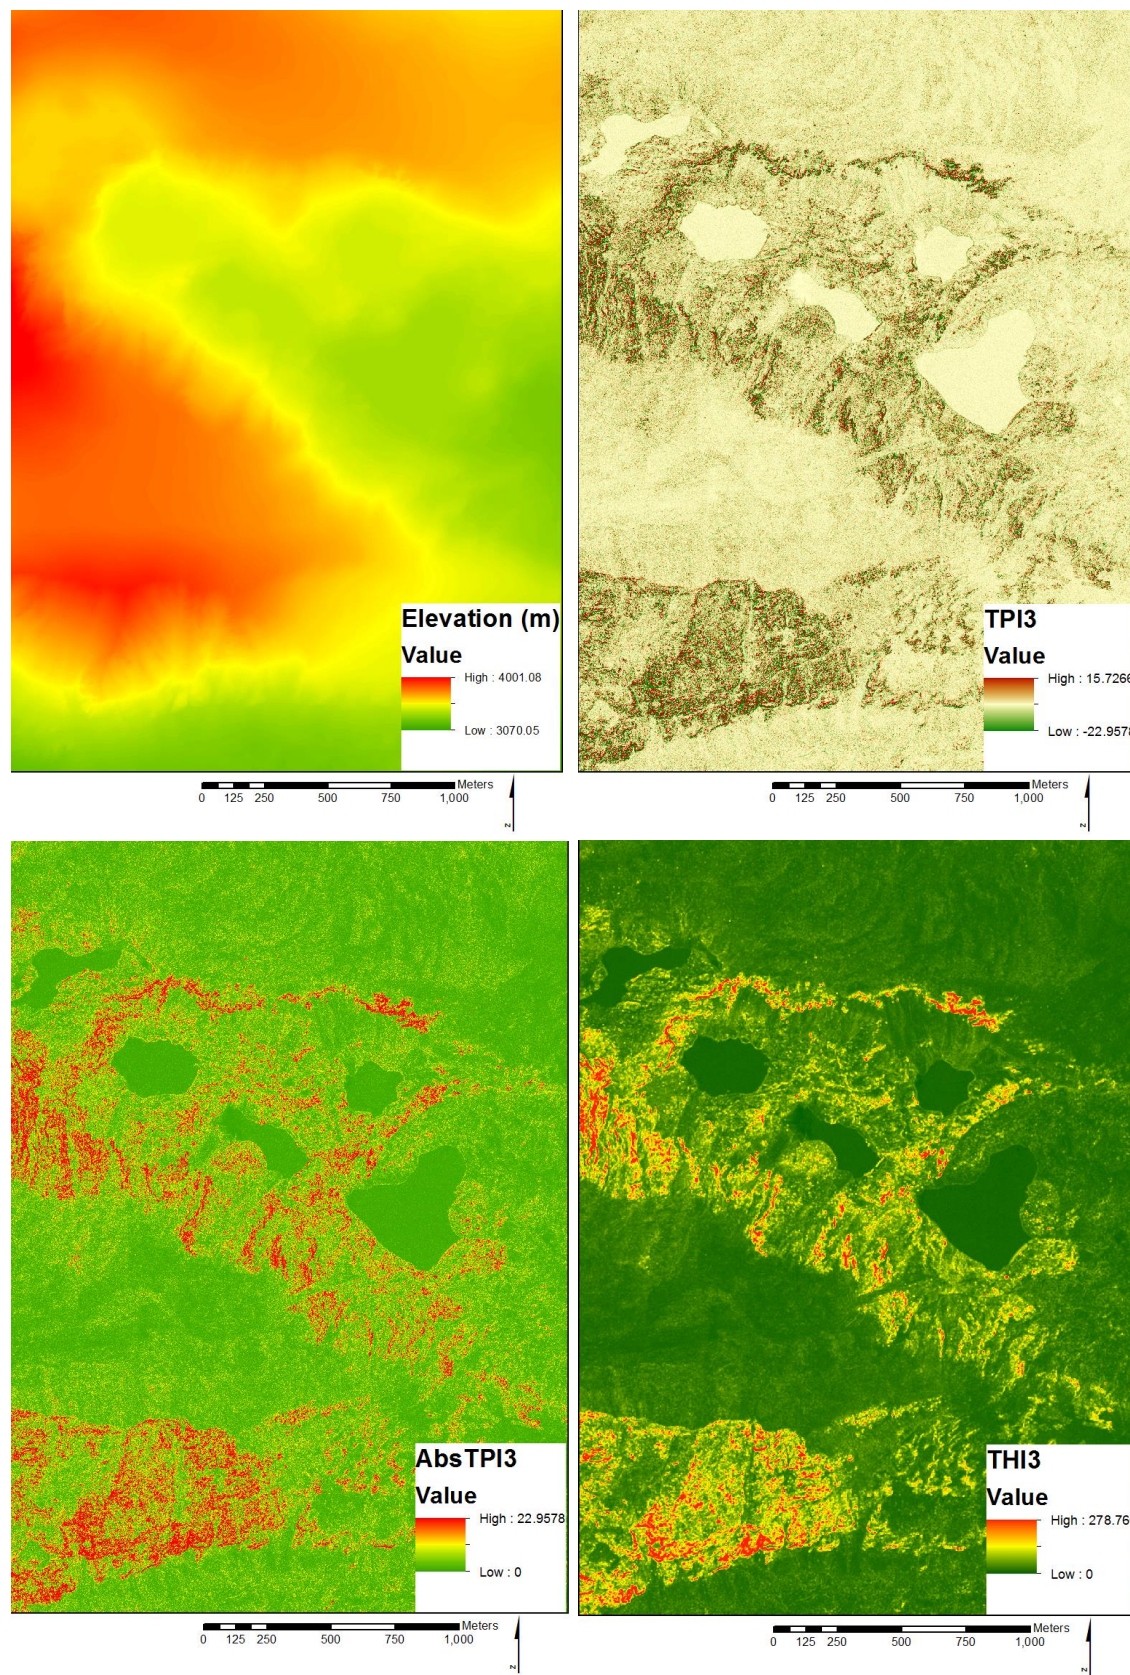 Elevation (m)
Value
High : 4001.08
Low : 3070.05
Meters
0 125 250 500 750 1,000
z
TPI3
Value
High : 15.7266
Low : -22.9578
Meters
0 125 250 500 750 1,000
z
AbsTPI3
Value
High : 22.9578
Low : 0
Meters
0 125 250 500 750 1,000
z
THI3
Value
High : 278.76
Low : 0
Meters
0 125 250 500 750 1,000
z